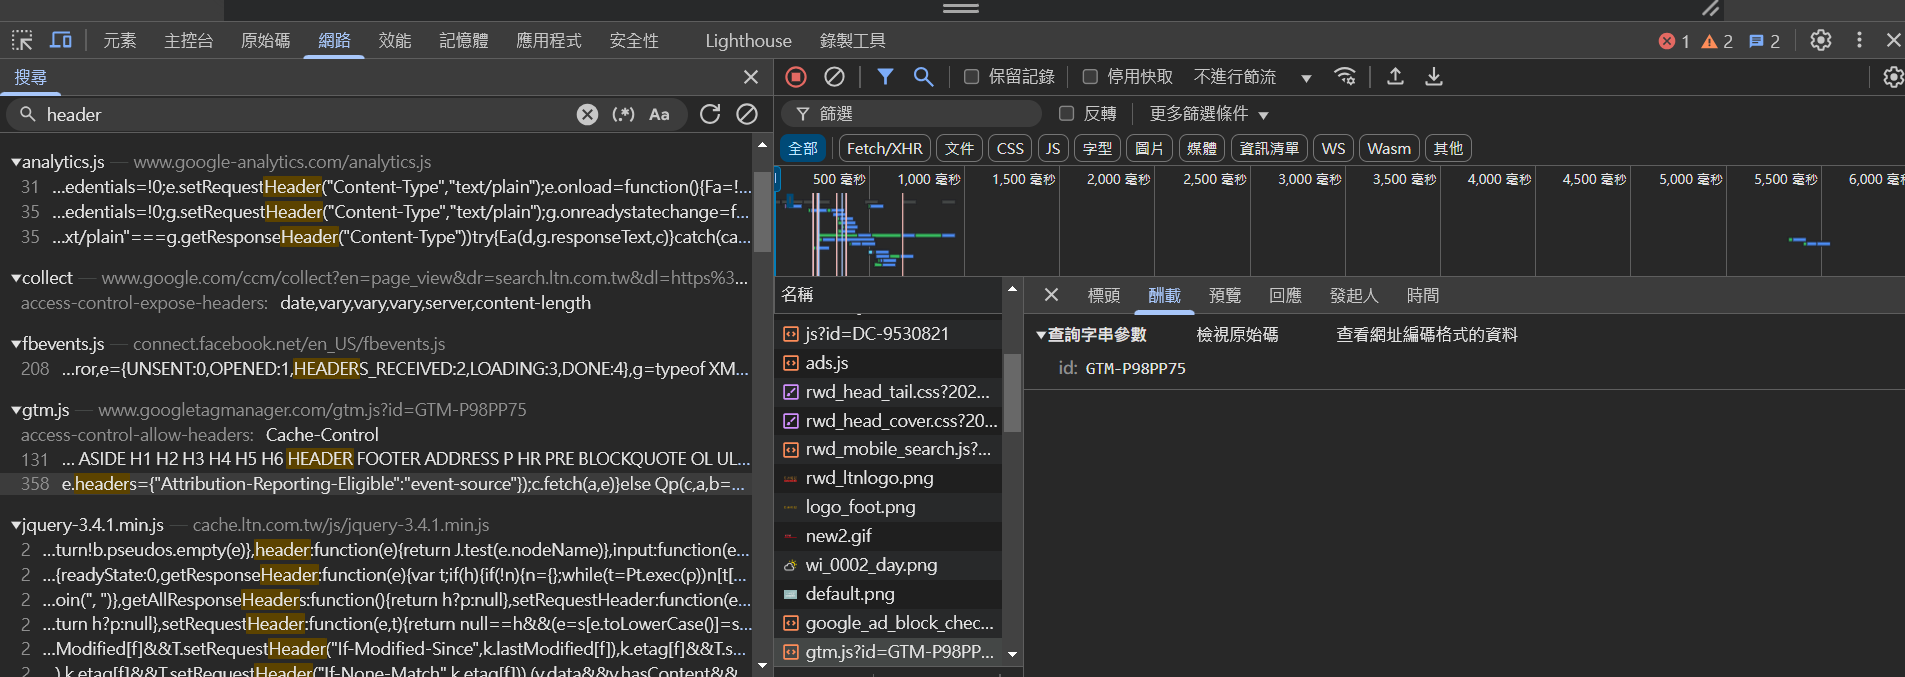 元素 主控台 原始碼 網路 效能 記憶體 應用程式 安全性 Lighthouse 錄製工具 1 2 2
搜尋
header (.*) Aa
analytics.js — www.google-analytics.com/analytics.js
31 …edentials=!0;e.setRequestHeader("Content-Type","text/plain");e.onload=function(){Fa=!…
35 …edentials=!0;g.setRequestHeader("Content-Type","text/plain");g.onreadystatechange=f…
35 …xt/plain"===g.getResponseHeader("Content-Type"))try{Ea(d,g.responseText,c)}catch(ca…
collect — www.google.com/ccm/collect?en=page_view&dr=search.ltn.com.tw&dl=https%3…
access-control-expose-headers: date,vary,vary,vary,server,content-length
fbevents.js — connect.facebook.net/en_US/fbevents.js
208 …ror,e={UNSENT:0,OPENED:1,HEADERS_RECEIVED:2,LOADING:3,DONE:4},g=typeof XM…
gtm.js — www.googletagmanager.com/gtm.js?id=GTM-P98PP75
access-control-allow-headers: Cache-Control
131 … ASIDE H1 H2 H3 H4 H5 H6 HEADER FOOTER ADDRESS P HR PRE BLOCKQUOTE OL UL…
358 e.headers={"Attribution-Reporting-Eligible":"event-source"});c.fetch(a,e)}else Qp(c,a,b=…
jquery-3.4.1.min.js — cache.ltn.com.tw/js/jquery-3.4.1.min.js
2 …turn!b.pseudos.empty(e)},header:function(e){return J.test(e.nodeName)},input:function(e…
2 …{readyState:0,getResponseHeader:function(e){var t;if(h){if(!n){n={};while(t=Pt.exec(p))n[t[…
2 …oin(", ")},getAllResponseHeaders:function(){return h?p:null},setRequestHeader:function(e…
2 …turn h?p:null},setRequestHeader:function(e,t){return null==h&&(e=s[e.toLowerCase()]=s…
2 …Modified[f]&&T.setRequestHeader("If-Modified-Since",k.lastModified[f]),k.etag[f]&&T.s…
2 …),k.etag[f]&&T.setRequestHeader("If-None-Match",k.etag[f])),(v.data&&v.hasContent&&…
保留記錄 停用快取 不進行節流
篩選 反轉 更多篩選條件
全部 Fetch/XHR 文件 CSS JS 字型 圖片 媒體 資訊清單 WS Wasm 其他
500 毫秒 1,000 毫秒 1,500 毫秒 2,000 毫秒 2,500 毫秒 3,000 毫秒 3,500 毫秒 4,000 毫秒 4,500 毫秒 5,000 毫秒 5,500 毫秒 6,000 毫秒
名稱
js?id=DC-9530821
ads.js
rwd_head_tail.css?202…
rwd_head_cover.css?20…
rwd_mobile_search.js?…
rwd_ltnlogo.png
logo_foot.png
new2.gif
wi_0002_day.png
default.png
google_ad_block_chec…
gtm.js?id=GTM-P98PP…
標頭 酬載 預覽 回應 發起人 時間
查詢字串參數 檢視原始碼 查看網址編碼格式的資料
id: GTM-P98PP75